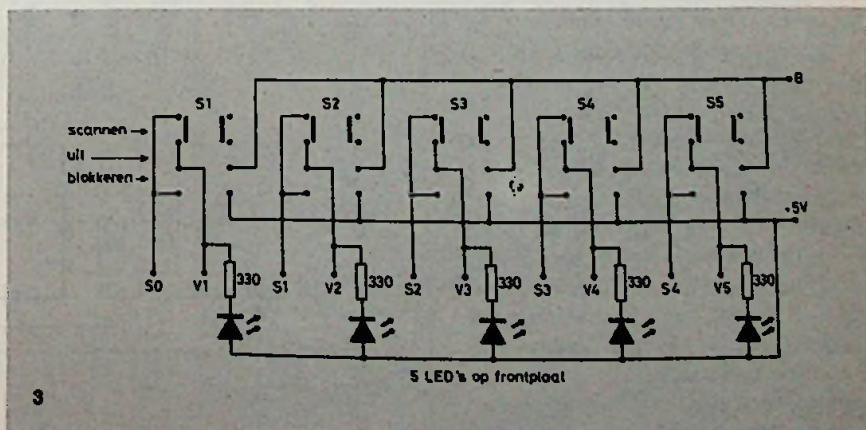 S1 S2 S3 S4 S5 B
scannen
uit
blokkeren
+5V
S0 V1 330 S1 V2 330 S2 V3 330 S3 V4 330 S4 V5 330
5 LED's op frontplaat
3